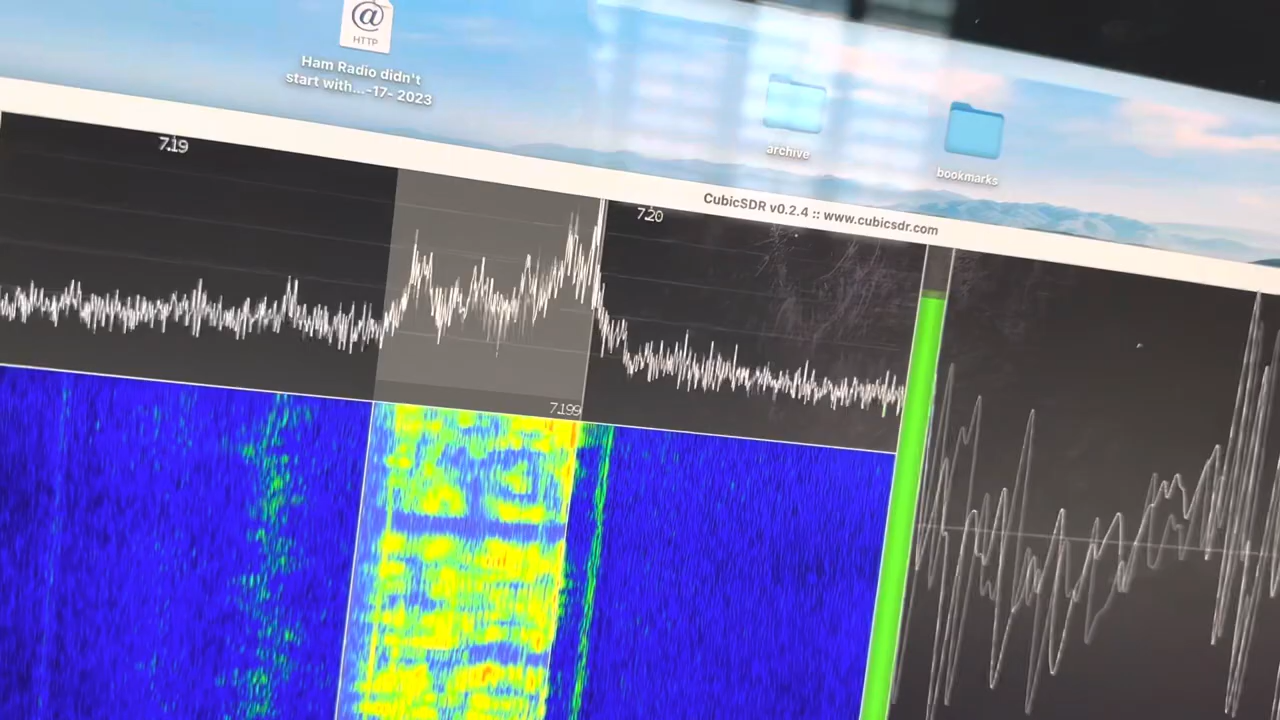 @
HTTP
Ham Radio didn't
start with...-17- 2023
archive
bookmarks
CubicSDR v0.2.4 :: www.cubicsdr.com
7.19
7.20
7.199